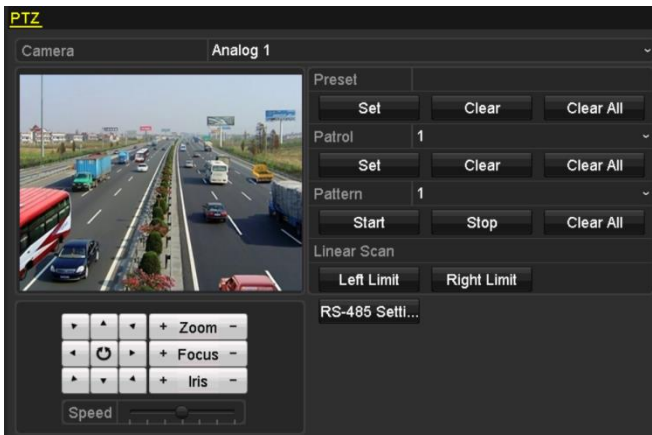 PTZ
Camera Analog 1
Preset
Set Clear Clear All
Patrol 1
Set Clear Clear All
Pattern 1
Start Stop Clear All
Linear Scan
Left Limit Right Limit
RS-485 Setti...
+ Zoom -
+ Focus -
+ Iris -
Speed